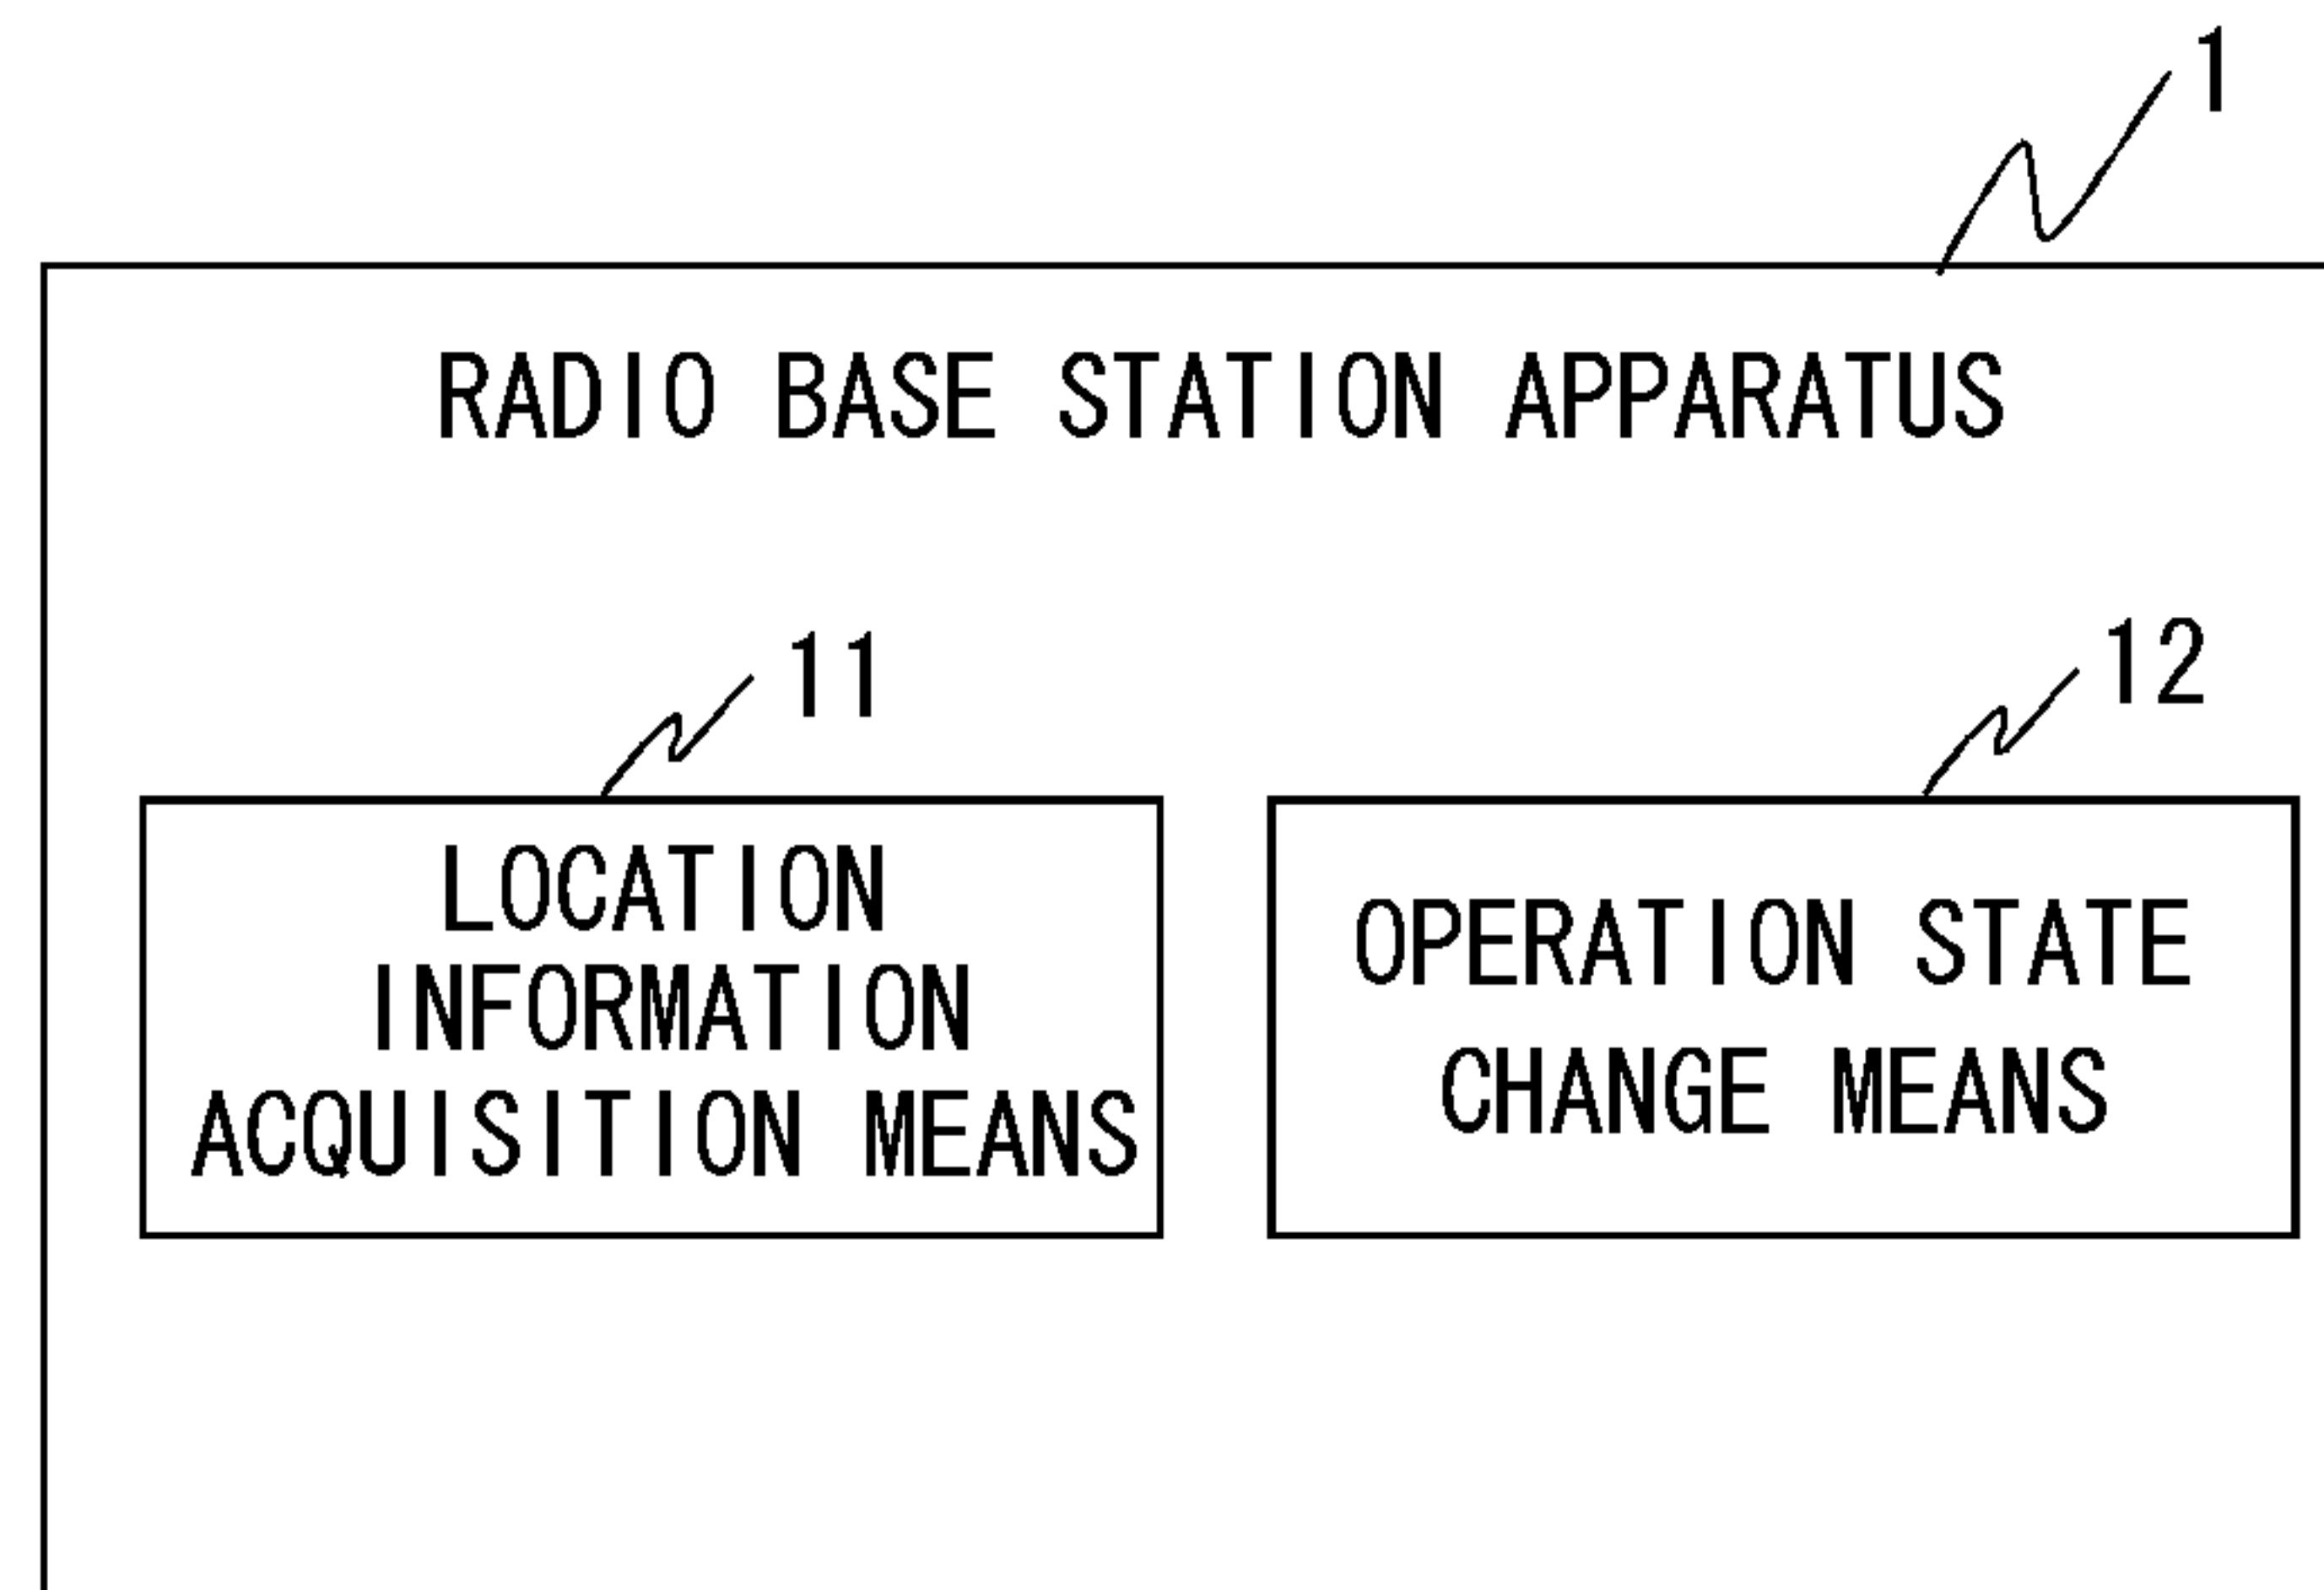 1
RADIO BASE STATION APPARATUS
11
12
LOCATION
INFORMATION
ACQUISITION MEANS
OPERATION STATE
CHANGE MEANS